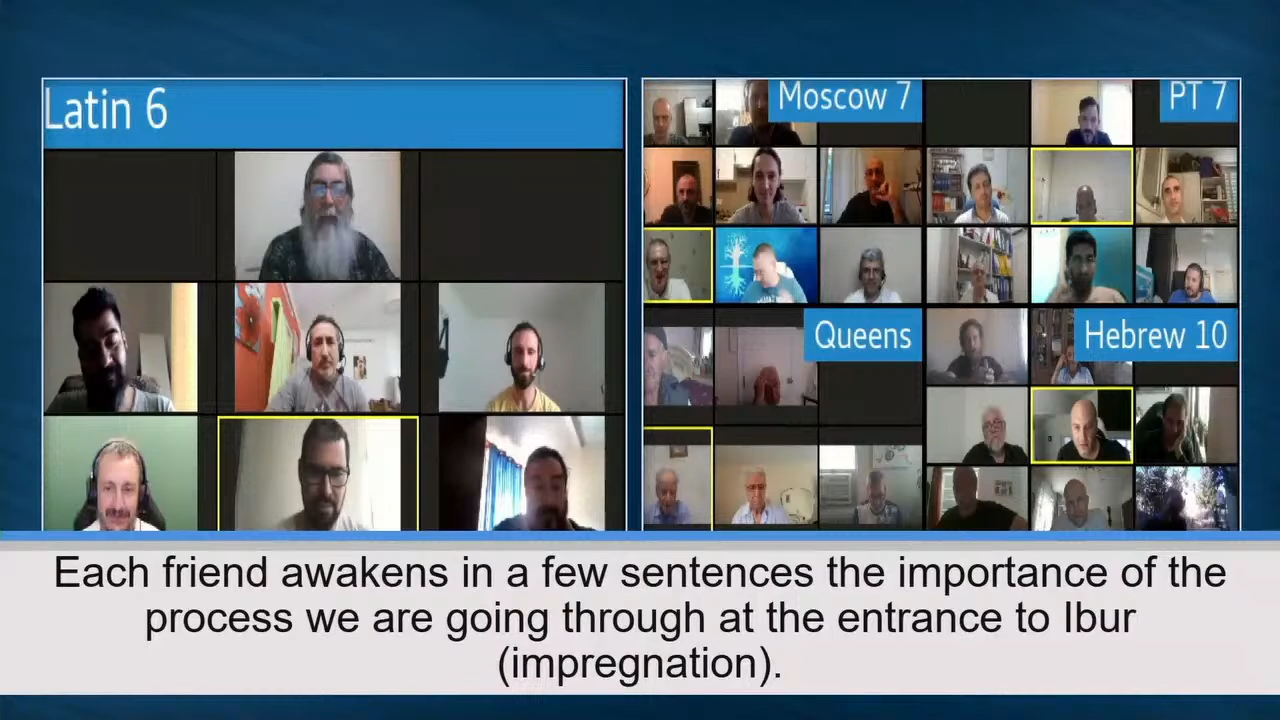 Latin 6
Moscow 7
PT 7
Queens
Hebrew 10
Each friend awakens in a few sentences the importance of the
process we are going through at the entrance to Ibur
(impregnation).